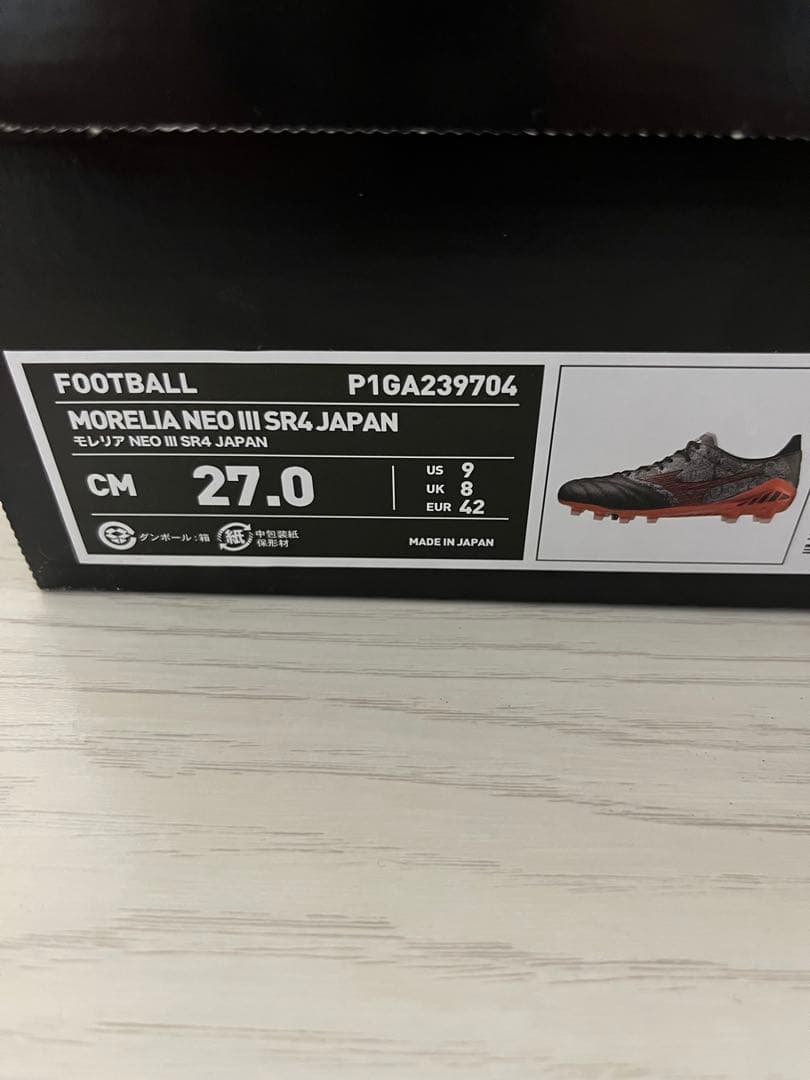 FOOTBALL P1GA239704
MORELIA NEO III SR4 JAPAN
モレリア NEO III SR4 JAPAN
CM 27.0
US 9
UK 8
EUR 42
ダンボール:箱
紙 中包装紙
保形材
MADE IN JAPAN